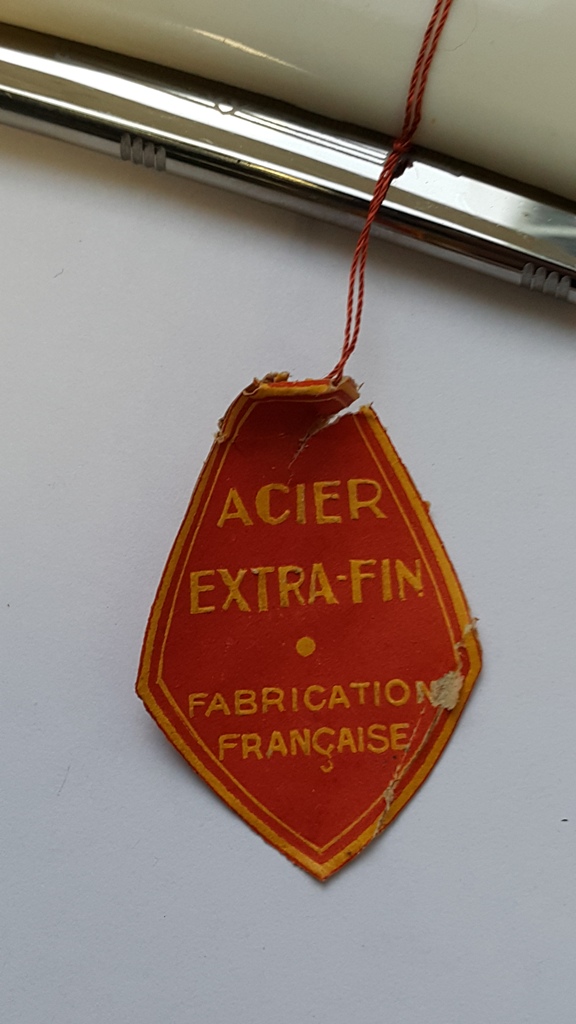 ACIER
EXTRA-FIN
FABRICATION
FRANÇAISE